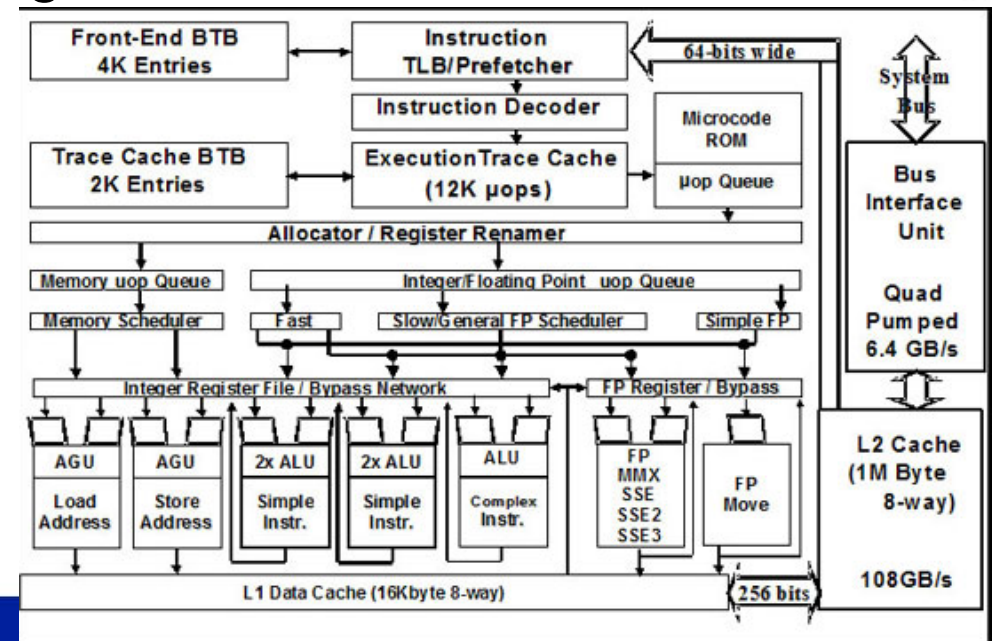 Front-End BTB
4K Entries
Instruction
TLB/Prefetcher
64-bits wide
System
Bus
Instruction Decoder
Microcode
ROM
Trace Cache BTB
2K Entries
ExecutionTrace Cache
(12K µops)
µop Queue
Bus
Interface
Unit
Quad
Pumped
6.4 GB/s
Allocator / Register Renamer
Memory uop Queue
Integer/Floating Point uop Queue
Memory Scheduler
Fast
Slow/General FP Scheduler
Simple FP
Integer Register File / Bypass Network
FP Register / Bypass
AGU
Load
Address
AGU
Store
Address
2x ALU
Simple
Instr.
2x ALU
Simple
Instr.
ALU
Complex
Instr.
FP
MMX
SSE
SSE2
SSE3
FP
Move
L2 Cache
(1M Byte
8-way)
108GB/s
L1 Data Cache (16Kbyte 8-way)
256 bits